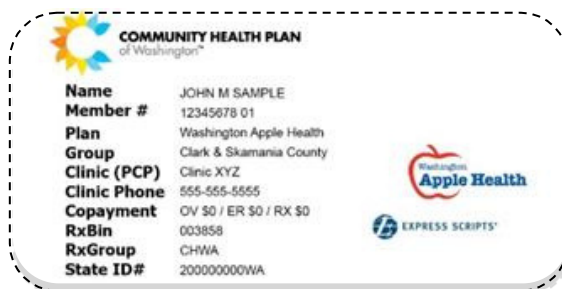 COMMUNITY HEALTH PLAN
of Washington™
Name JOHN M SAMPLE
Member # 12345678 01
Plan Washington Apple Health
Group Clark & Skamania County
Clinic (PCP) Clinic XYZ
Clinic Phone 555-555-5555
Copayment OV $0 / ER $0 / RX $0
RxBin 003858
RxGroup CHWA
State ID# 200000000WA
Washington
Apple Health
EXPRESS SCRIPTS®